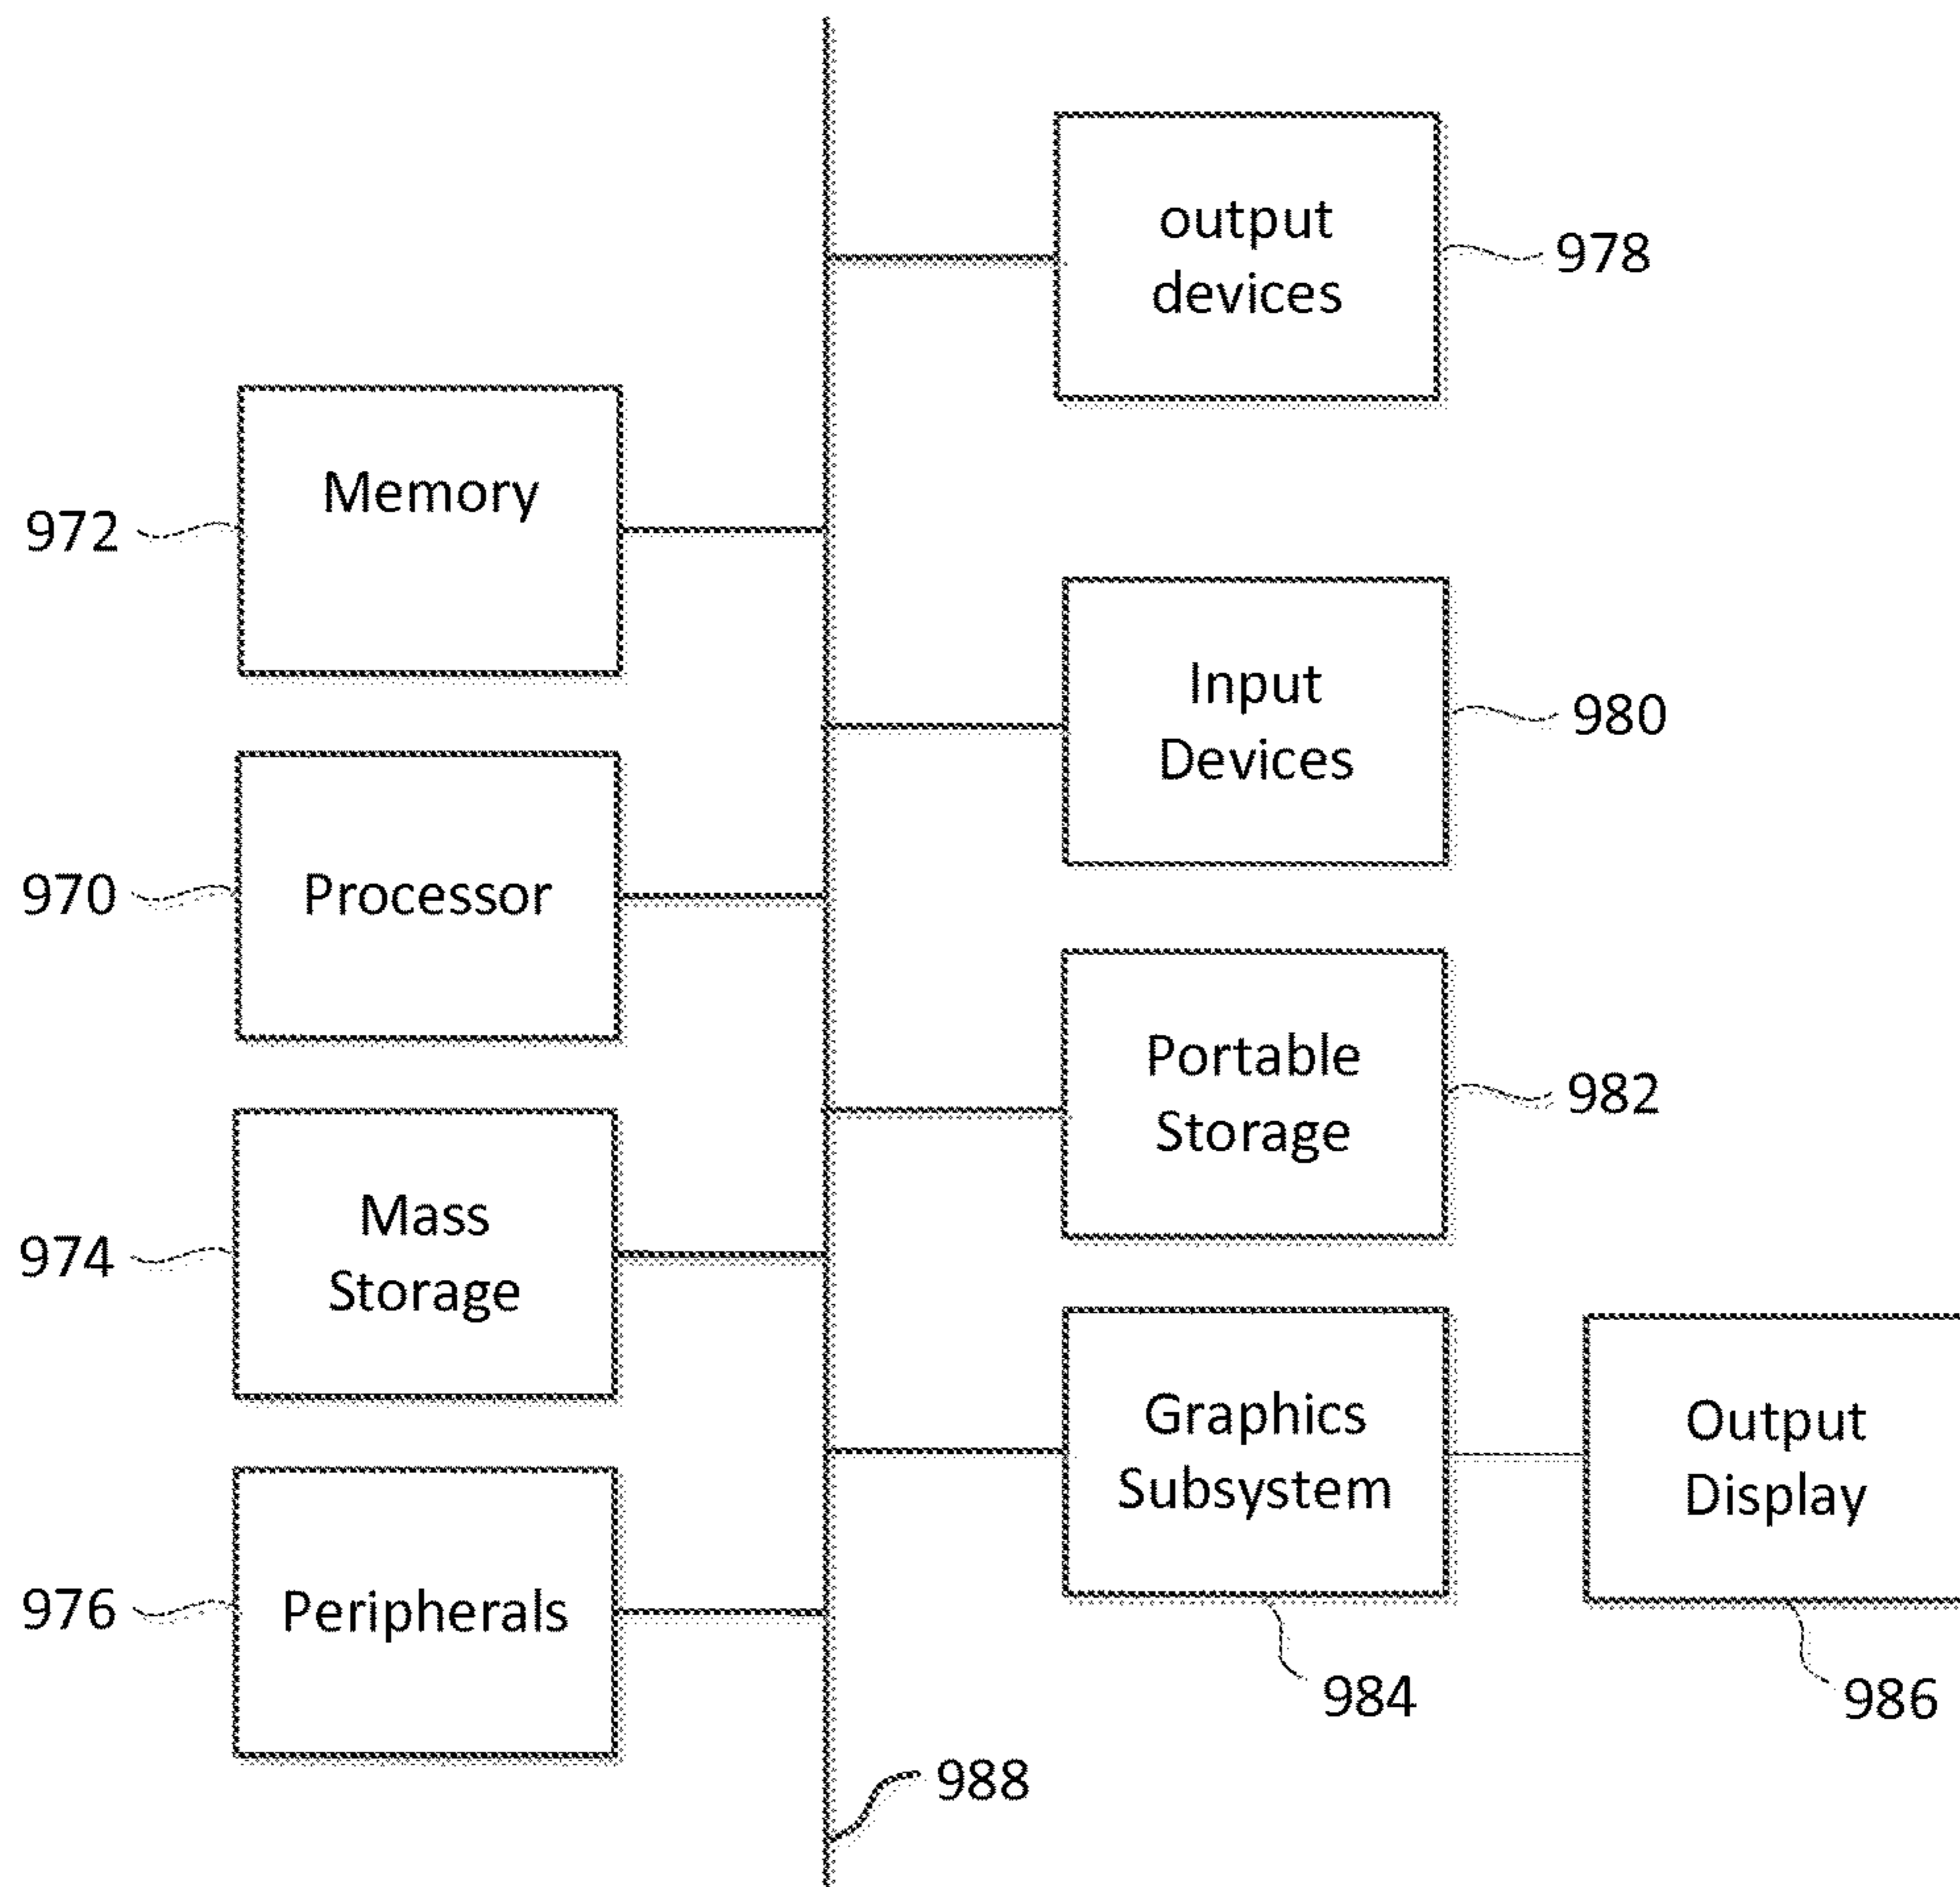 output
devices
978
Memory
972
Input
Devices
980
Processor
970
Portable
Storage
982
Mass
Storage
974
Graphics
Subsystem
984
Output
Display
986
Peripherals
976
988